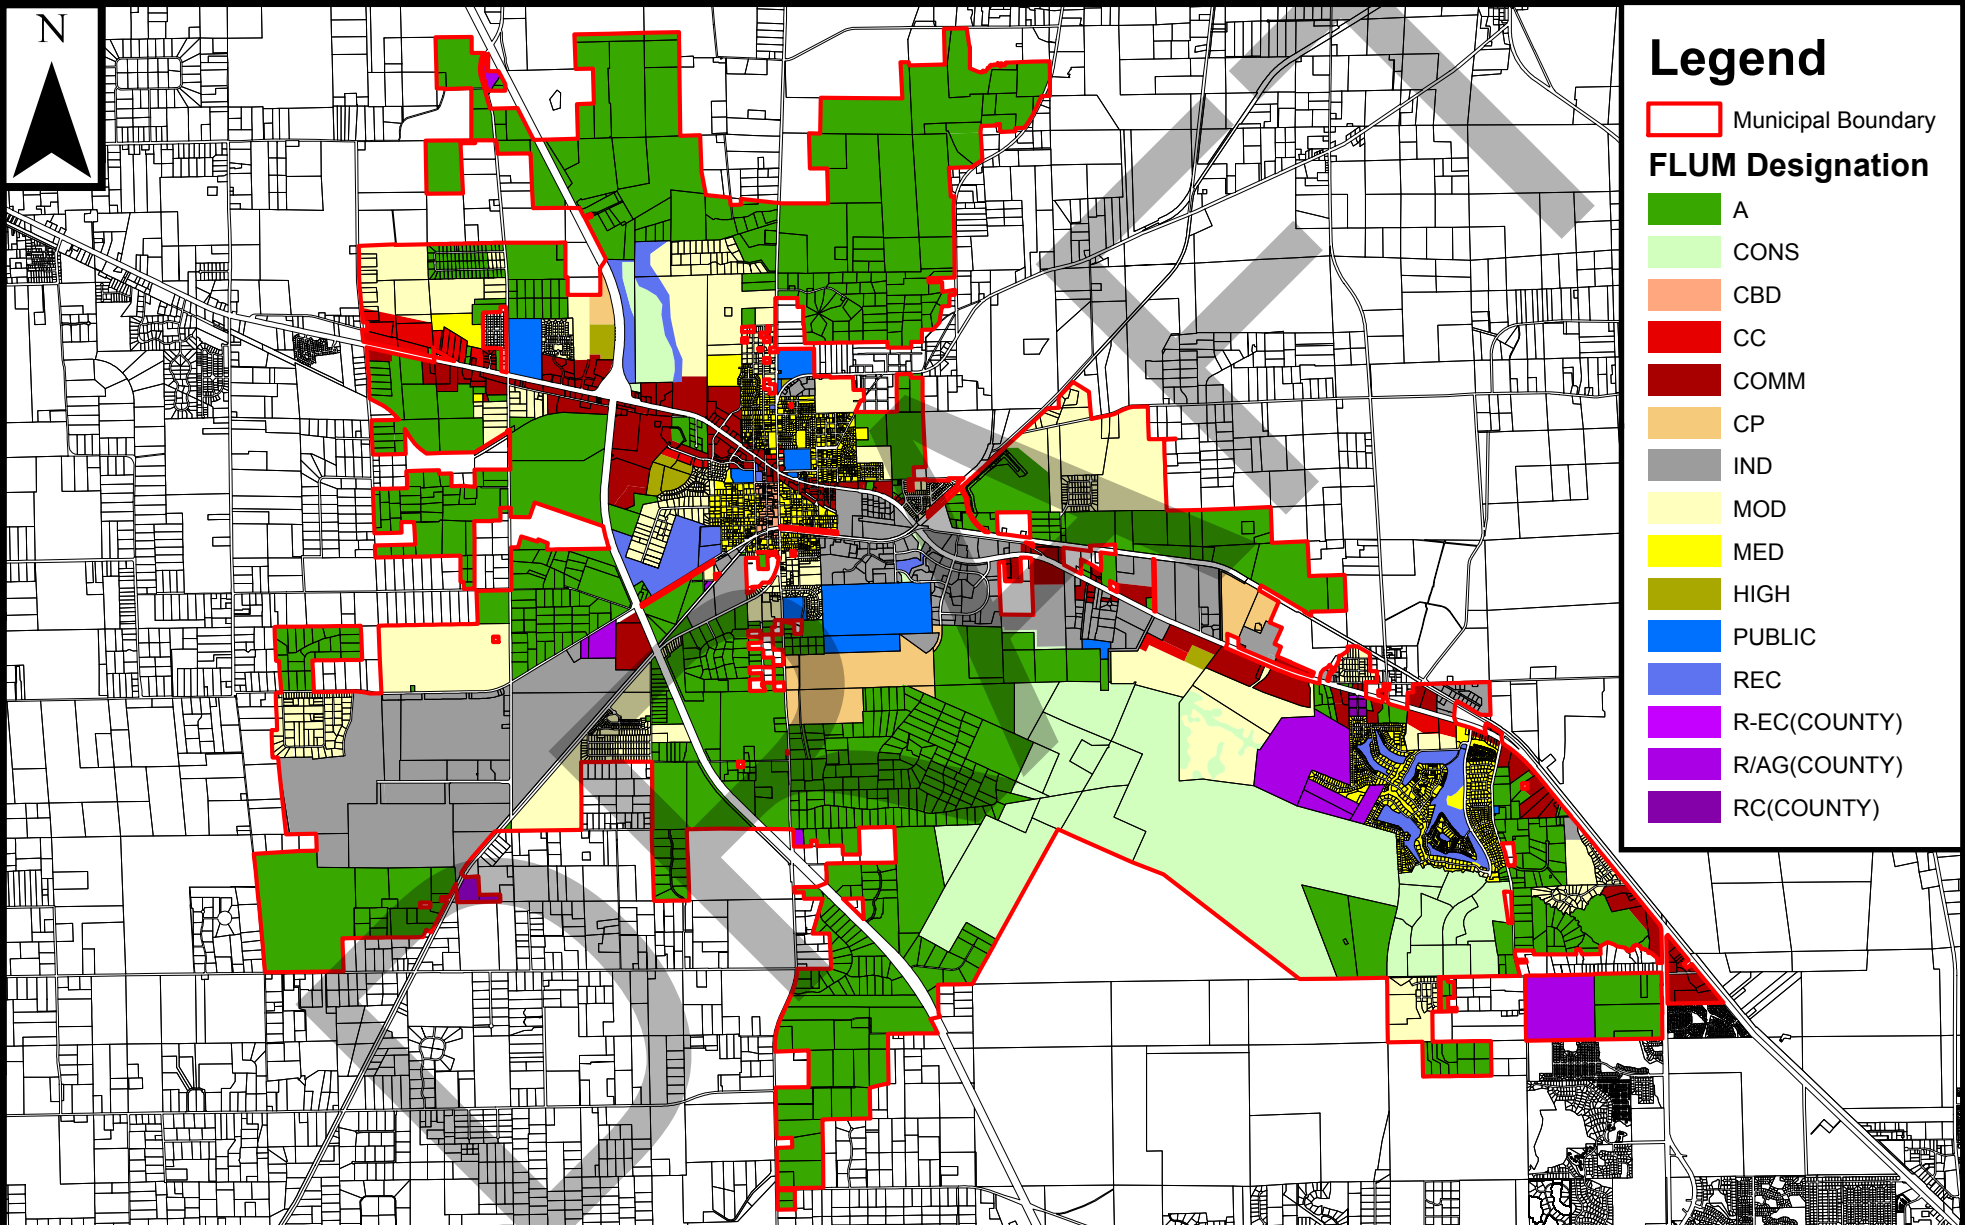 N
Legend
Municipal Boundary
FLUM Designation
A
CONS
CBD
CC
COMM
CP
IND
MOD
MED
HIGH
PUBLIC
REC
R-EC(COUNTY)
R/AG(COUNTY)
RC(COUNTY)
DRAFT